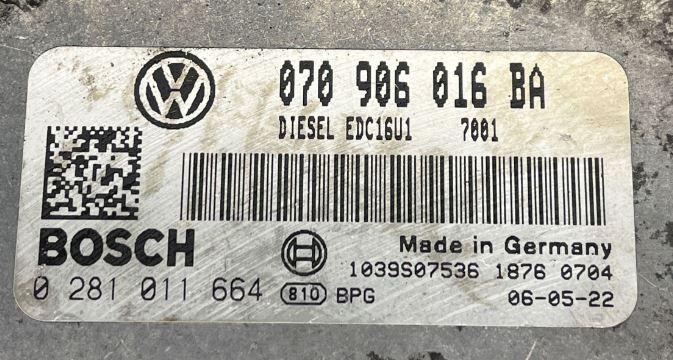 070 906 016 BA
DIESEL EDC16U1 7001
BOSCH
Made in Germany
1039S07536 1876 0704
0 281 011 664 810 BPG 06-05-22